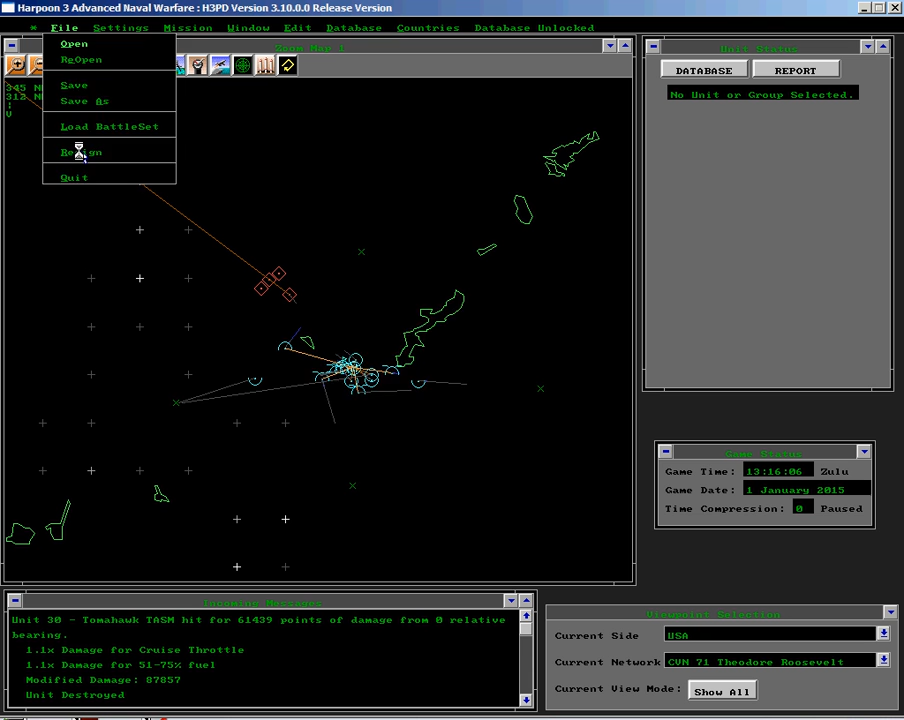 Harpoon 3 Advanced Naval Warfare: H3PD Version 3.10.0.0 Release Version
* File Settings Mission Window Edit Database Countries Database Unlocked
Open
ReOpen
Save
Save As
Load BattleSet
Quit
Zoom Map 1
345
312
Unit Status
DATABASE REPORT
No Unit or Group Selected.
Game Status
Game Time: 13:16:06 Zulu
Game Date: 1 January 2015
Time Compression: 0 Paused
Incoming Messages
Unit 30 - Tomahawk TASM hit for 61439 points of damage from 0 relative
bearing.
1.1x Damage for Cruise Throttle
1.1x Damage for 51-75% fuel
Modified Damage: 87857
Unit Destroyed
Viewpoint Selection
Current Side USA
Current Network CVN 71 Theodore Roosevelt
Current View Mode: Show All